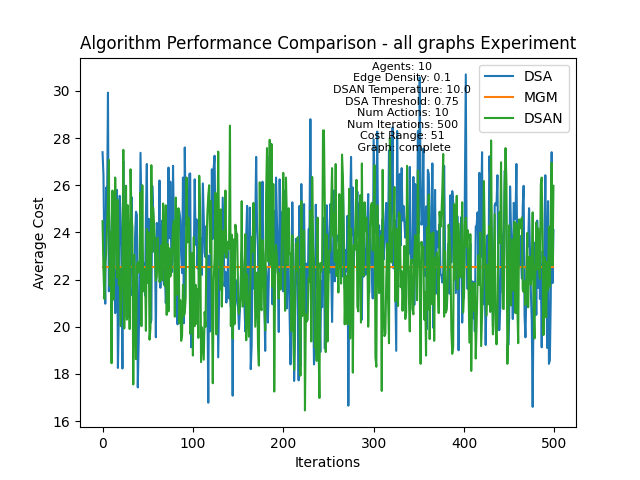 Algorithm Performance Comparison - all graphs Experiment
Agents: 10
Edge Density: 0.1
DSAN Temperature: 10.0
DSA Threshold: 0.75
Num Actions: 10
Num Iterations: 500
Cost Range: 51
Graph: complete
DSA
MGM
DSAN
Average Cost
30
28
26
24
22
20
18
16
0
100
200
300
400
500
Iterations